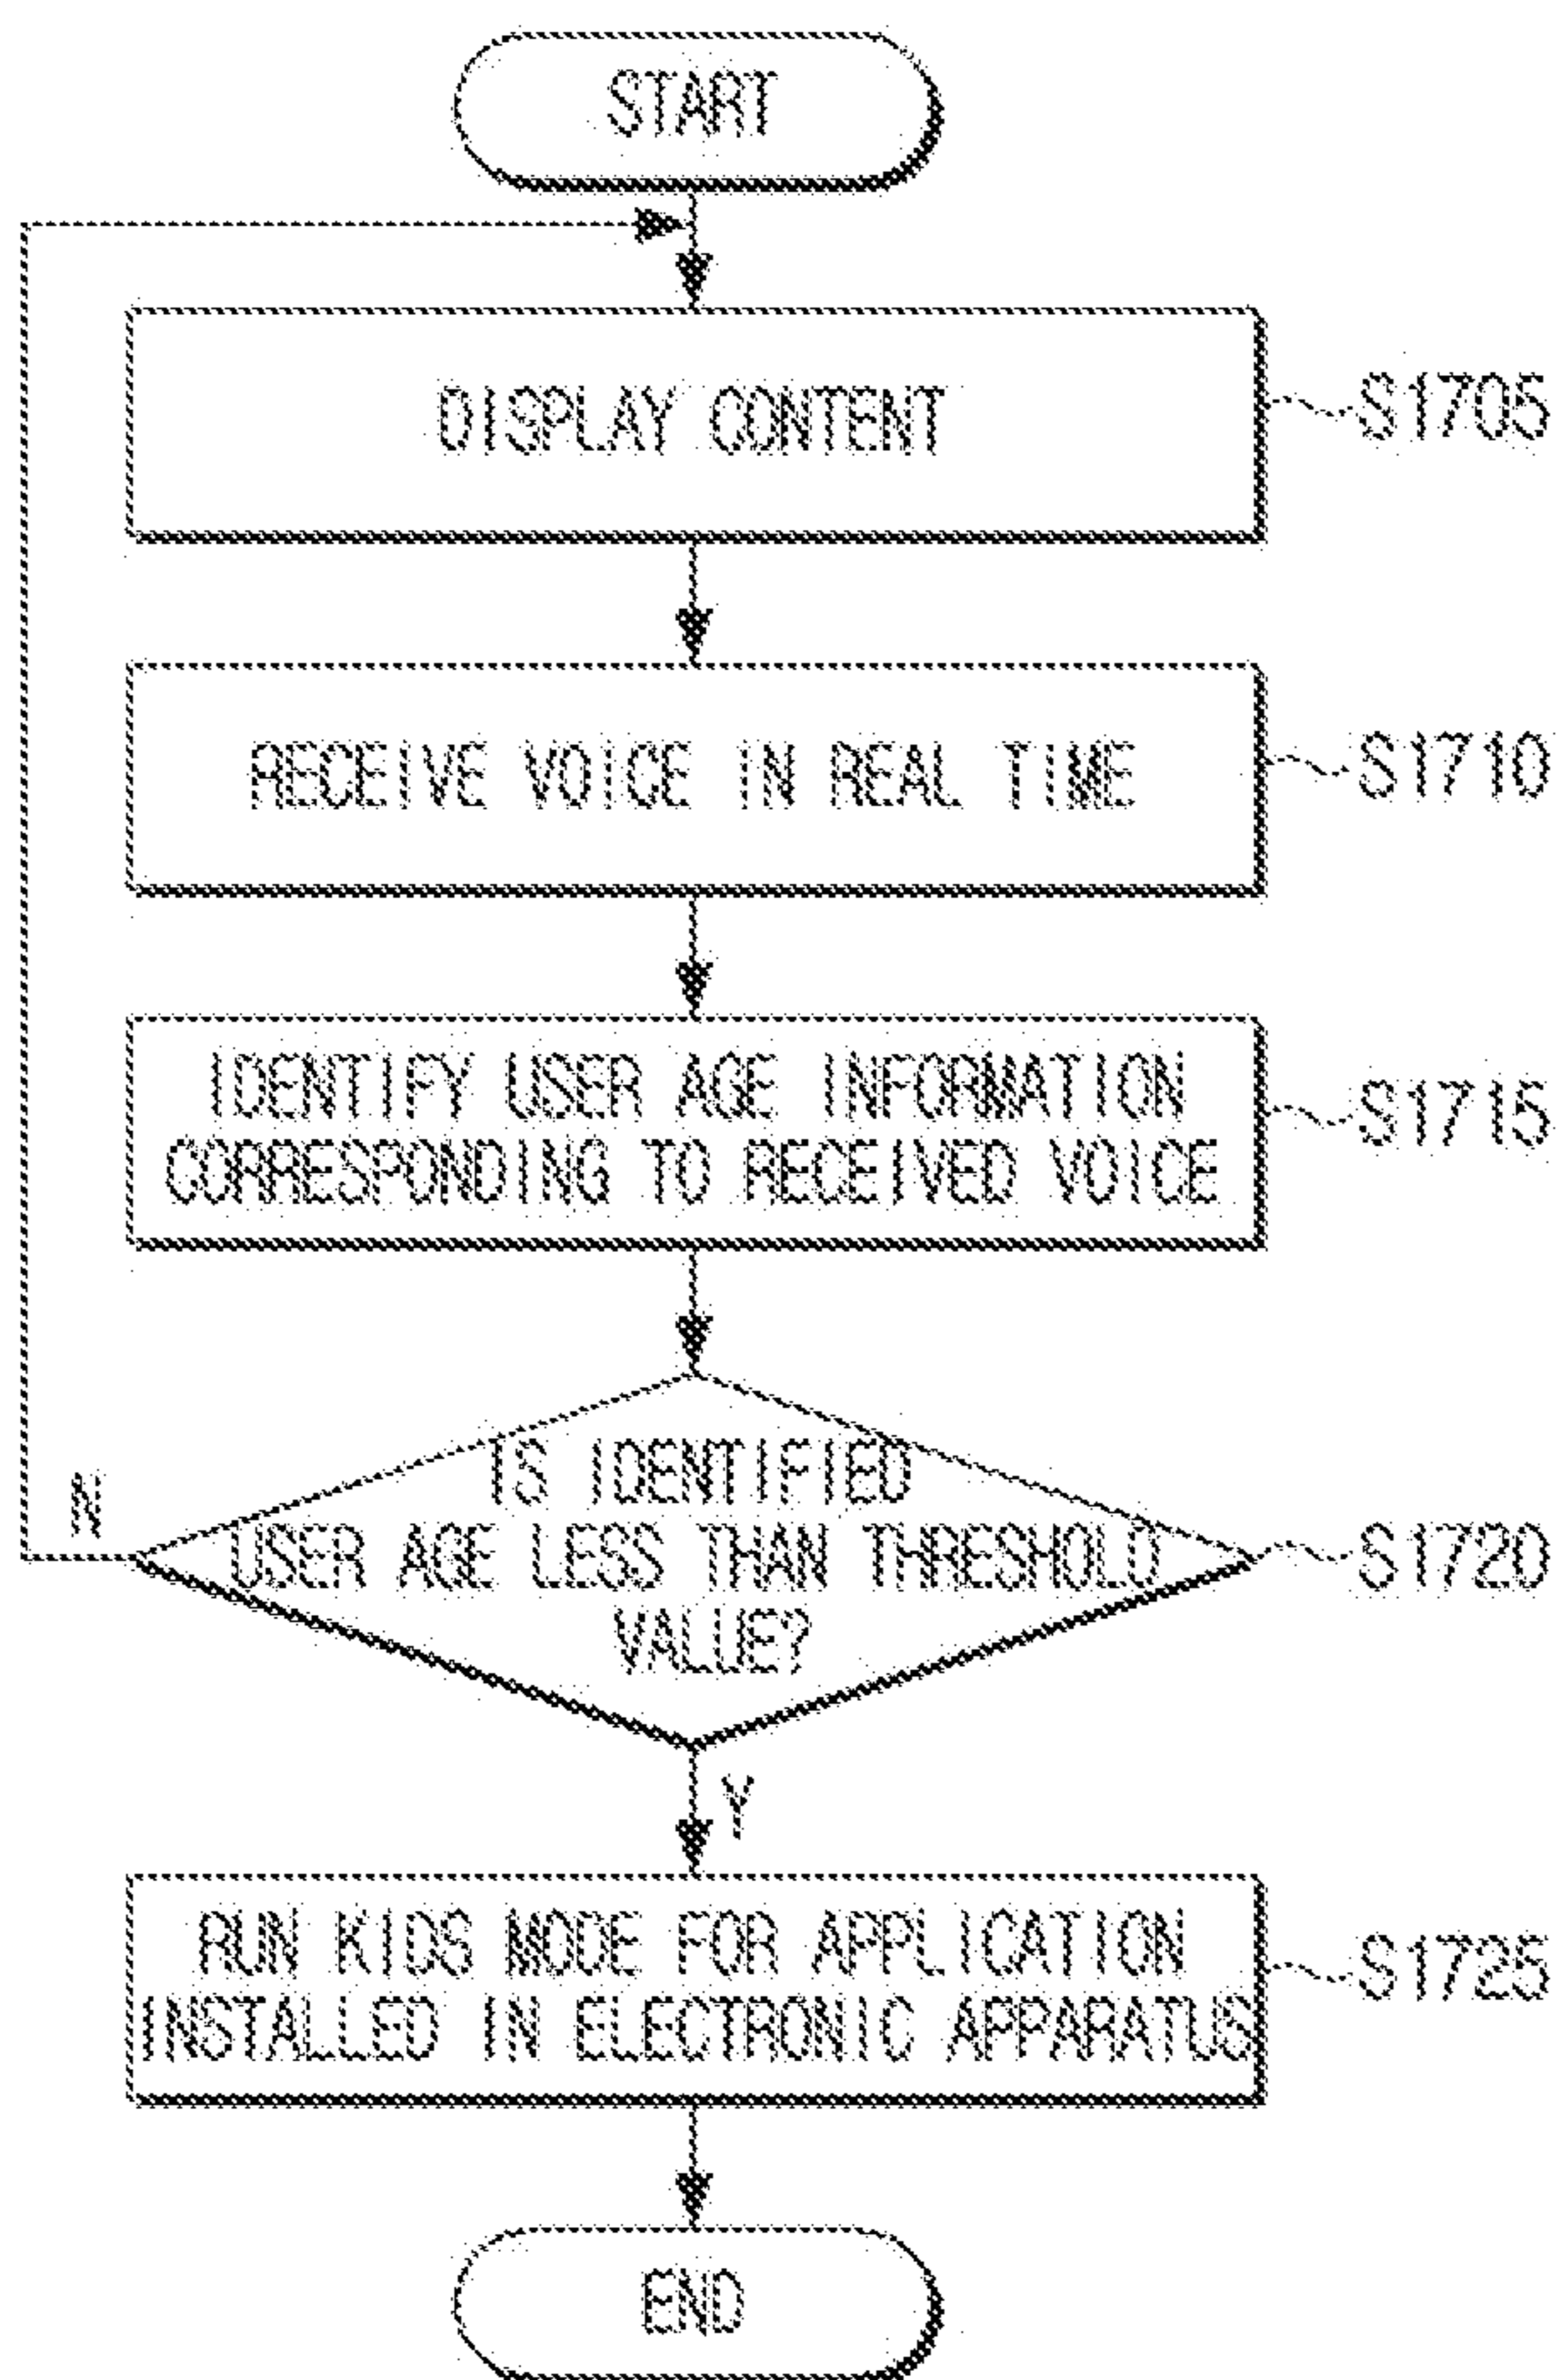 START
DISPLAY CONTENT
S1705
RECEIVE VOICE IN REAL TIME
S1710
IDENTIFY USER AGE INFORMATION
CORRESPONDING TO RECEIVED VOICE
S1715
IS IDENTIFIED
USER AGE LESS THAN THRESHOLD
VALUE?
S1720
N
Y
RUN KIDS MODE FOR APPLICATION
INSTALLED IN ELECTRONIC APPARATUS
S1725
END